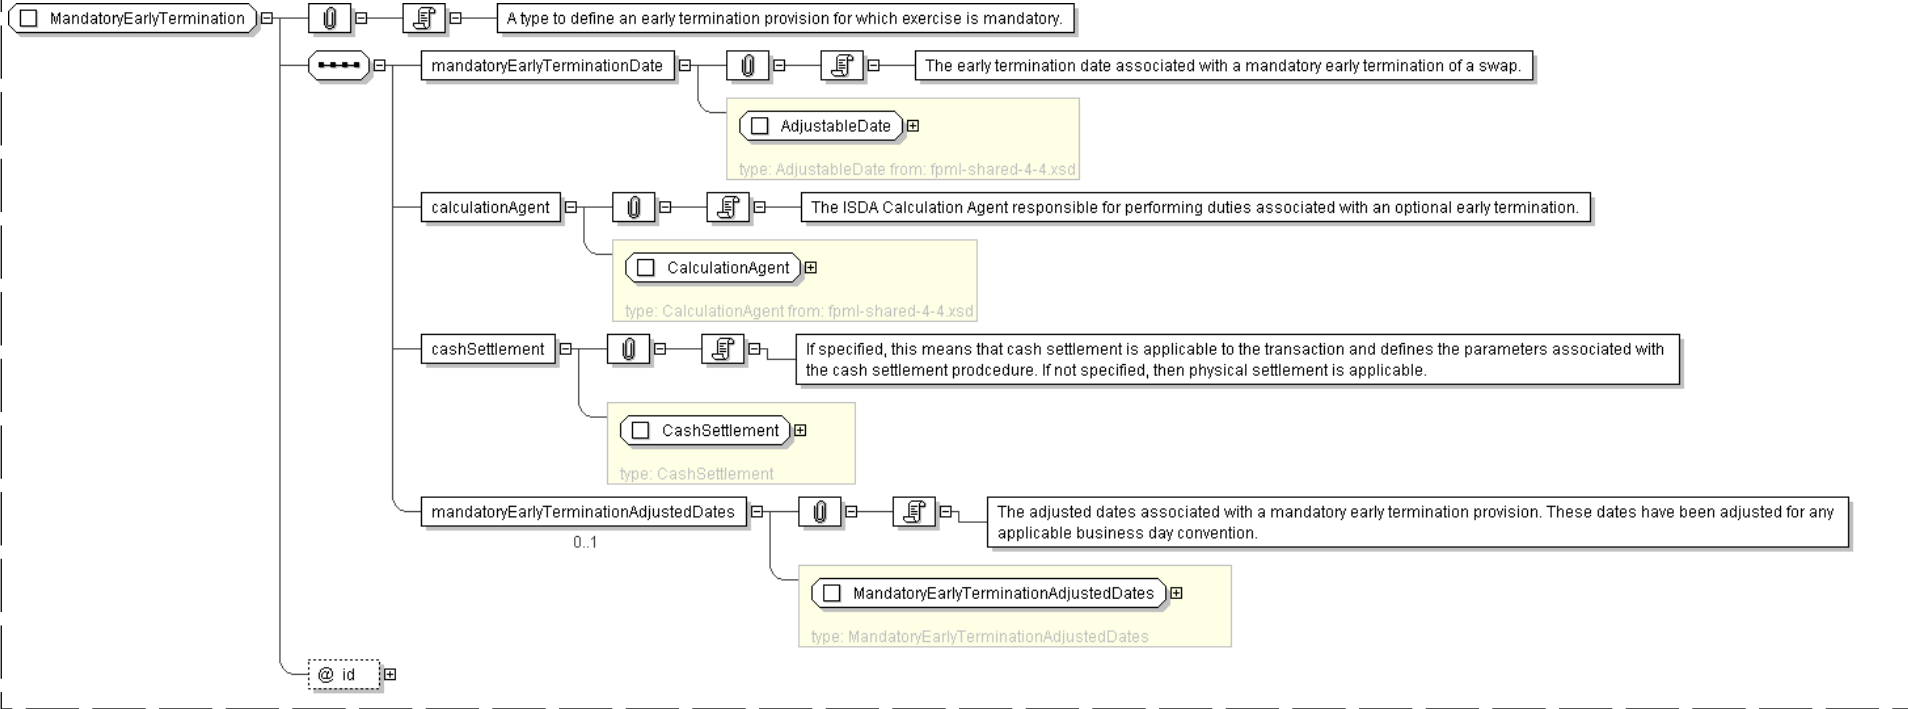 MandatoryEarlyTermination
A type to define an early termination provision for which exercise is mandatory.
mandatoryEarlyTerminationDate
The early termination date associated with a mandatory early termination of a swap.
AdjustableDate
type: AdjustableDate from: fpml-shared-4-4.xsd
calculationAgent
The ISDA Calculation Agent responsible for performing duties associated with an optional early termination.
CalculationAgent
type: CalculationAgent from: fpml-shared-4-4.xsd
cashSettlement
If specified, this means that cash settlement is applicable to the transaction and defines the parameters associated with
the cash settlement prodcedure. If not specified, then physical settlement is applicable.
CashSettlement
type: CashSettlement
mandatoryEarlyTerminationAdjustedDates
0..1
The adjusted dates associated with a mandatory early termination provision. These dates have been adjusted for any
applicable business day convention.
MandatoryEarlyTerminationAdjustedDates
type: MandatoryEarlyTerminationAdjustedDates
@ id